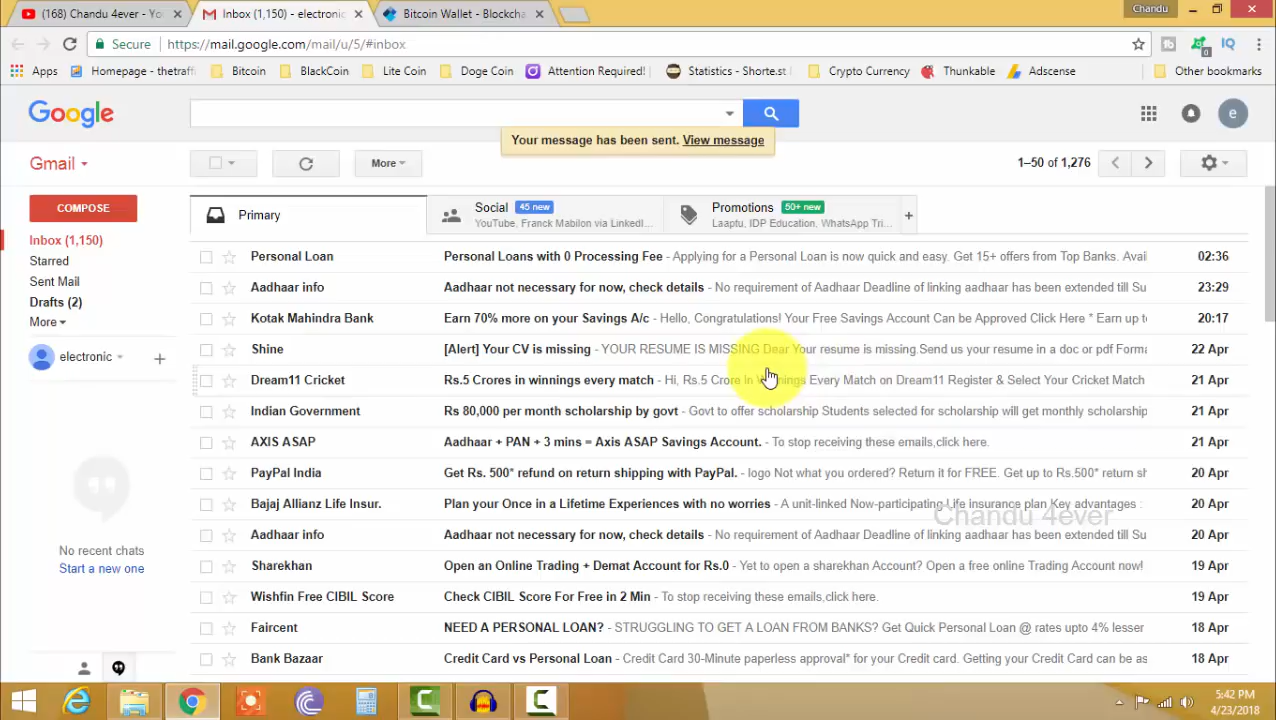 (168) Chandu 4ever - Yo
Inbox (1,150) - electronic
Bitcoin Wallet - Blockcha
Chandu
Secure
https://mail.google.com/mail/u/5/#inbox
Apps
Homepage - thetraffi
Bitcoin
BlackCoin
Lite Coin
Doge Coin
Attention Required!
Statistics - Shorte.st
Crypto Currency
Thunkable
Adscense
Other bookmarks
Google
Your message has been sent. View message
Gmail
More
1–50 of 1,276
COMPOSE
Inbox (1,150)
Starred
Sent Mail
Drafts (2)
More
electronic
No recent chats
Start a new one
Primary
Social 45 new
YouTube, Franck Mabilon via LinkedI...
Promotions 50+ new
Laaptu, IDP Education, WhatsApp Tri...
Personal Loan Personal Loans with 0 Processing Fee - Applying for a Personal Loan is now quick and easy. Get 15+ offers from Top Banks. Avail 02:36
Aadhaar info Aadhaar not necessary for now, check details - No requirement of Aadhaar Deadline of linking aadhaar has been extended till Su 23:29
Kotak Mahindra Bank Earn 70% more on your Savings A/c - Hello, Congratulations! Your Free Savings Account Can be Approved Click Here * Earn up to 20:17
Shine [Alert] Your CV is missing - YOUR RESUME IS MISSING Dear Your resume is missing.Send us your resume in a doc or pdf Forma 22 Apr
Dream11 Cricket Rs.5 Crores in winnings every match - Hi, Rs.5 Crore in Winnings Every Match on Dream11 Register & Select Your Cricket Match 21 Apr
Indian Government Rs 80,000 per month scholarship by govt - Govt to offer scholarship Students selected for scholarship will get monthly scholarship 21 Apr
AXIS ASAP Aadhaar + PAN + 3 mins = Axis ASAP Savings Account. - To stop receiving these emails,click here. 21 Apr
PayPal India Get Rs. 500* refund on return shipping with PayPal. - logo Not what you ordered? Return it for FREE. Get up to Rs.500* return sh 20 Apr
Bajaj Allianz Life Insur. Plan your Once in a Lifetime Experiences with no worries - A unit-linked Now-participating Life insurance plan Key advantages : 20 Apr
Chandu 4ever
Aadhaar info Aadhaar not necessary for now, check details - No requirement of Aadhaar Deadline of linking aadhaar has been extended till Su 20 Apr
Sharekhan Open an Online Trading + Demat Account for Rs.0 - Yet to open a sharekhan Account? Open a free online Trading Account now! 19 Apr
Wishfin Free CIBIL Score Check CIBIL Score For Free in 2 Min - To stop receiving these emails,click here. 19 Apr
Faircent NEED A PERSONAL LOAN? - STRUGGLING TO GET A LOAN FROM BANKS? Get Quick Personal Loan @ rates upto 4% lesser 18 Apr
Bank Bazaar Credit Card vs Personal Loan - Credit Card 30-Minute paperless approval* for your Credit card. Getting your Credit Card can be as 18 Apr
5:42 PM
4/23/2018